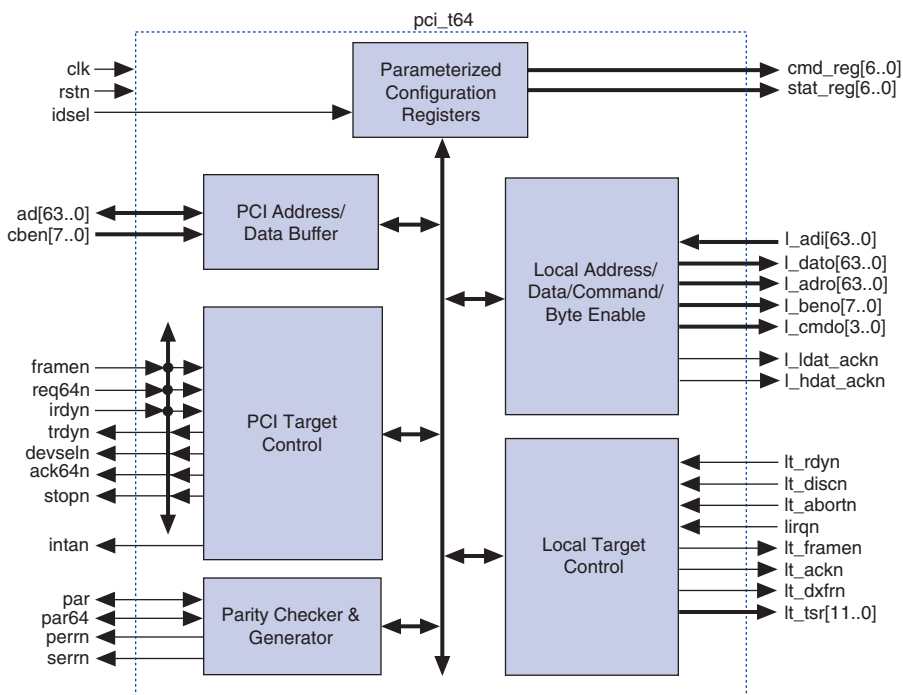 pci_t64
clk
rstn
idsel
Parameterized
Configuration
Registers
cmd_reg[6..0]
stat_reg[6..0]
ad[63..0]
cben[7..0]
PCI Address/
Data Buffer
Local Address/
Data/Command/
Byte Enable
l_adi[63..0]
l_dato[63..0]
l_adro[63..0]
l_beno[7..0]
l_cmdo[3..0]
l_ldat_ackn
l_hdat_ackn
framen
req64n
irdyn
trdyn
devseln
ack64n
stopn
intan
PCI Target
Control
Local Target
Control
lt_rdyn
lt_discn
lt_abortn
lirqn
lt_framen
lt_ackn
lt_dxfrn
lt_tsr[11..0]
par
par64
perrn
serrn
Parity Checker &
Generator